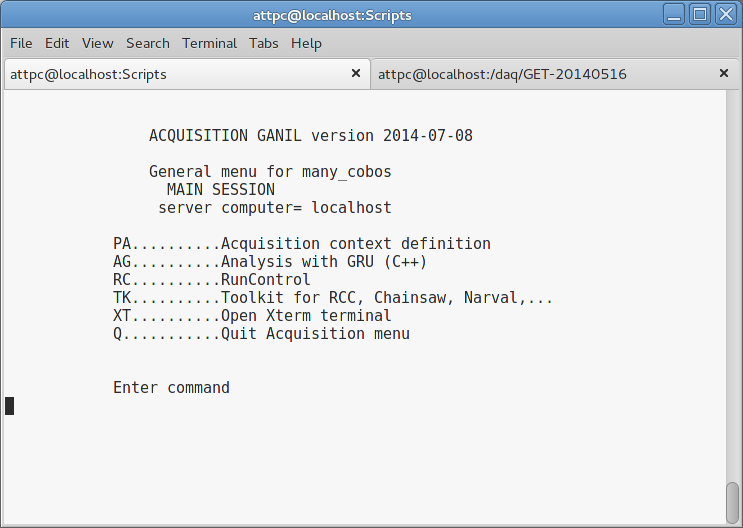 attpc@localhost:Scripts
File Edit View Search Terminal Tabs Help
attpc@localhost:Scripts attpc@localhost:/daq/GET-20140516
ACQUISITION GANIL version 2014-07-08
General menu for many_cobos
MAIN SESSION
server computer= localhost
PA..........Acquisition context definition
AG..........Analysis with GRU (C++)
RC..........RunControl
TK..........Toolkit for RCC, Chainsaw, Narval,...
XT..........Open Xterm terminal
Q...........Quit Acquisition menu
Enter command